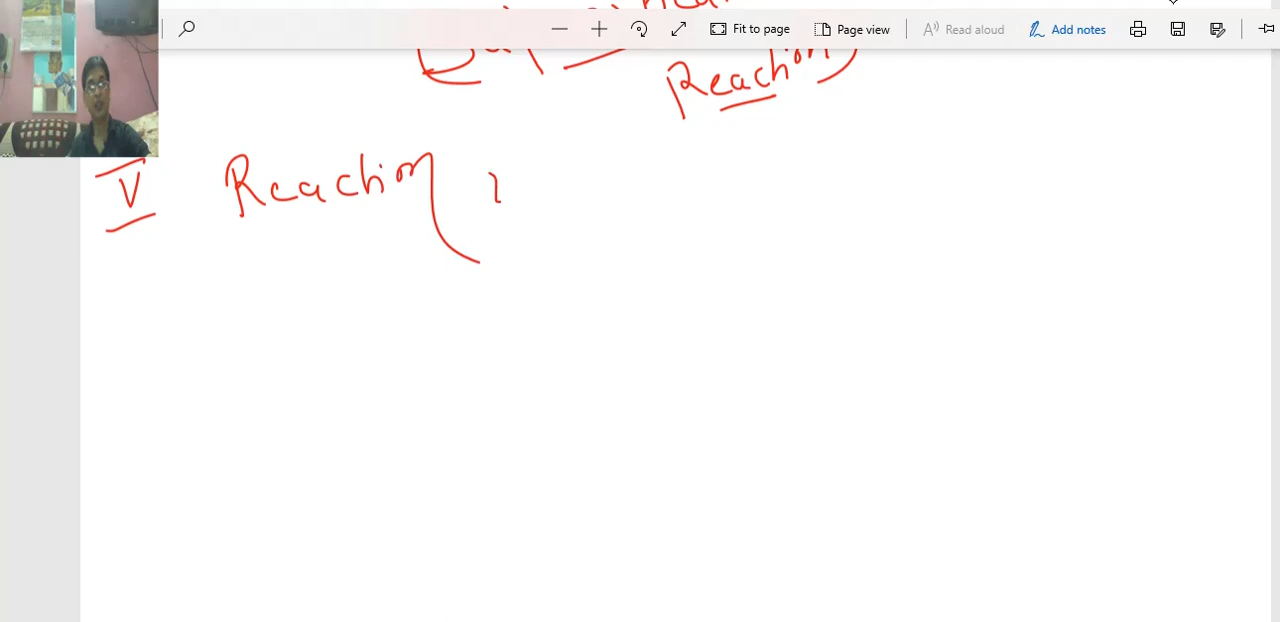 Fit to page Page view Read aloud Add notes
Reaction
V Reaction